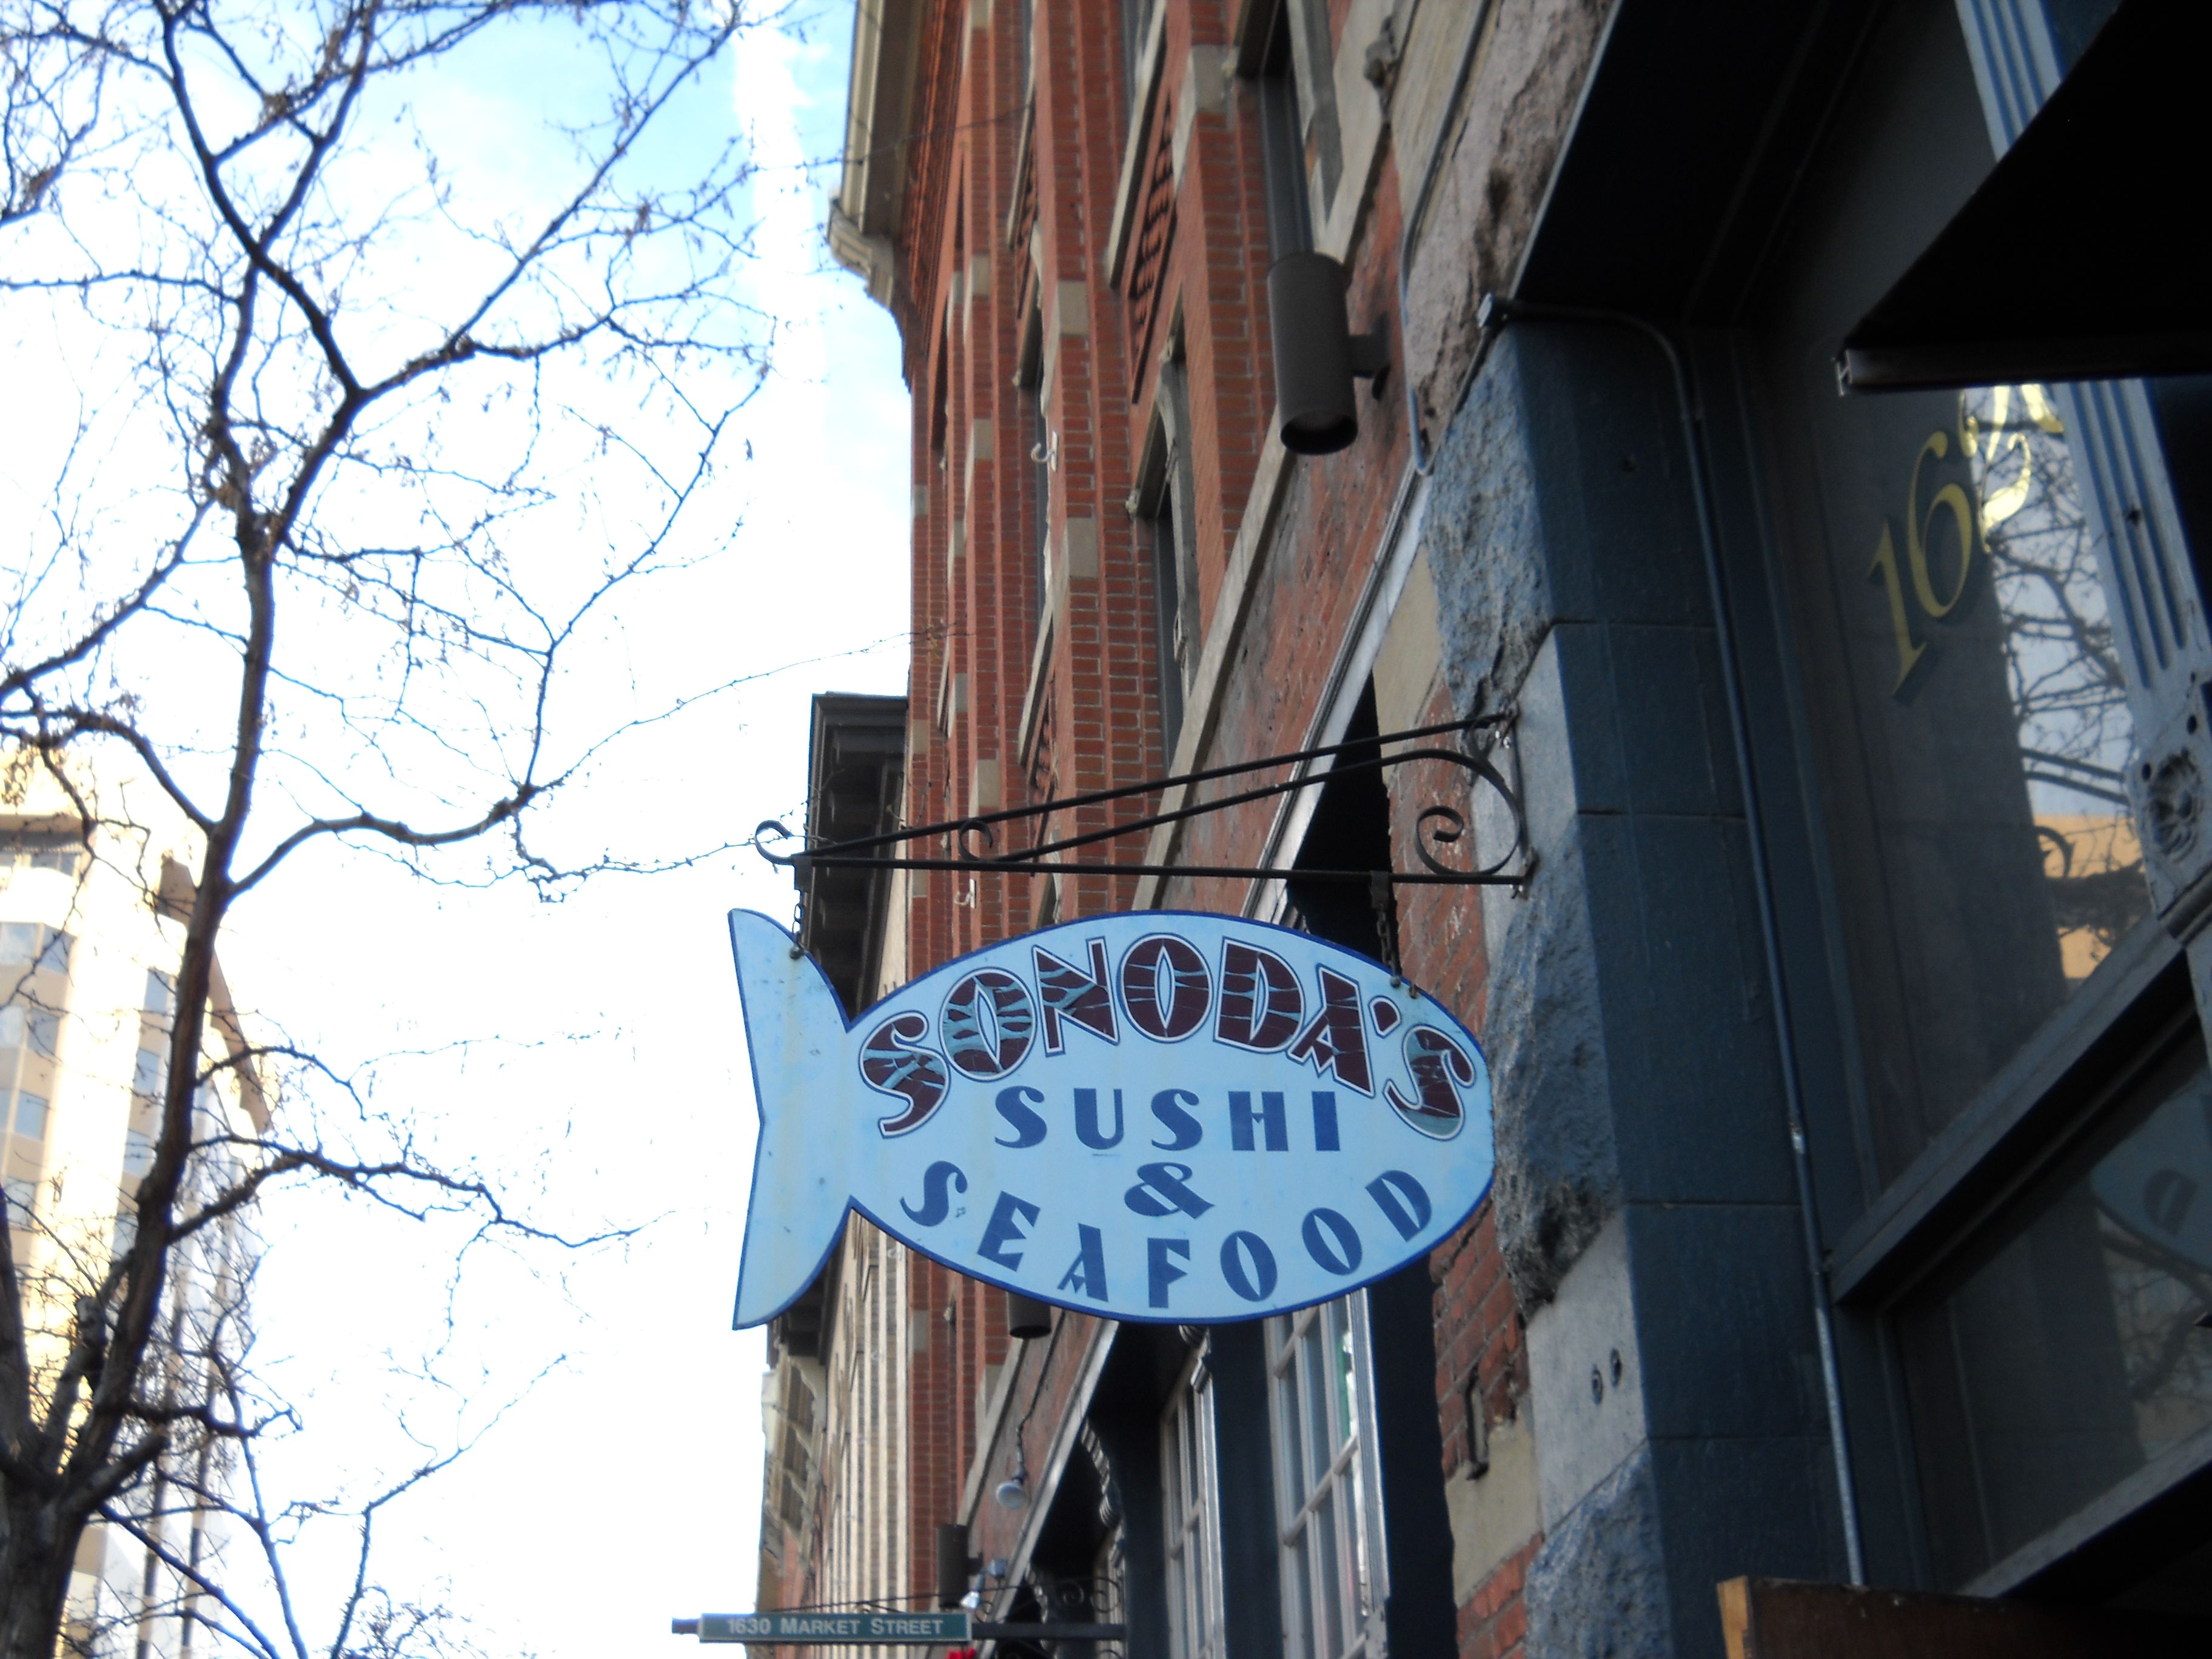 SONODA'S
SUSHI
&
SEAFOOD
1630 MARKET STREET